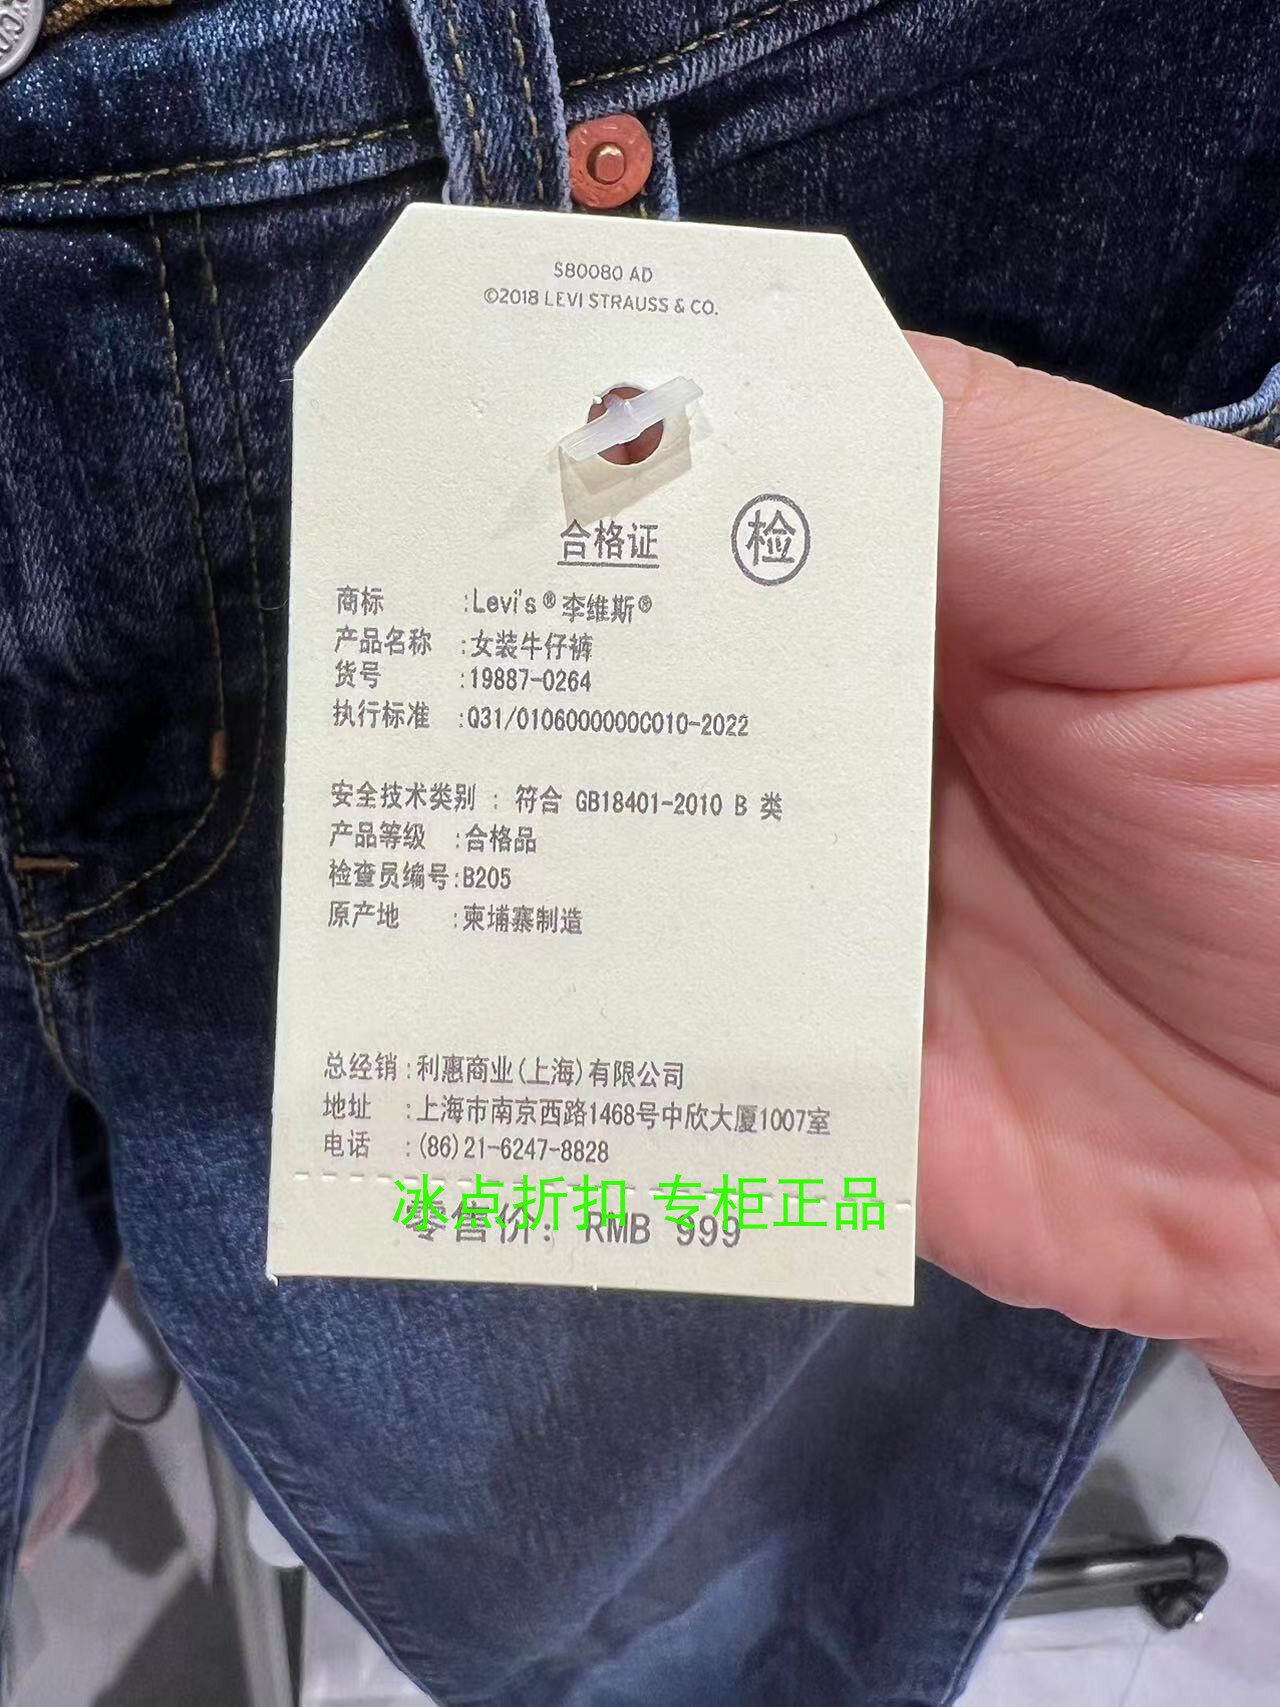 S80080 AD
©2018 LEVI STRAUSS & CO.
合格证
检
商标 :Levi's®李维斯®
产品名称 :女装牛仔裤
货号 :19887-0264
执行标准 :Q31/0106000000C010-2022
安全技术类别 : 符合 GB18401-2010 B 类
产品等级 :合格品
检查员编号:B205
原产地 :柬埔寨制造
总经销:利惠商业(上海)有限公司
地址 :上海市南京西路1468号中欣大厦1007室
电话 :(86)21-6247-8828
冰点折扣 专柜正品
零售价: RMB 999